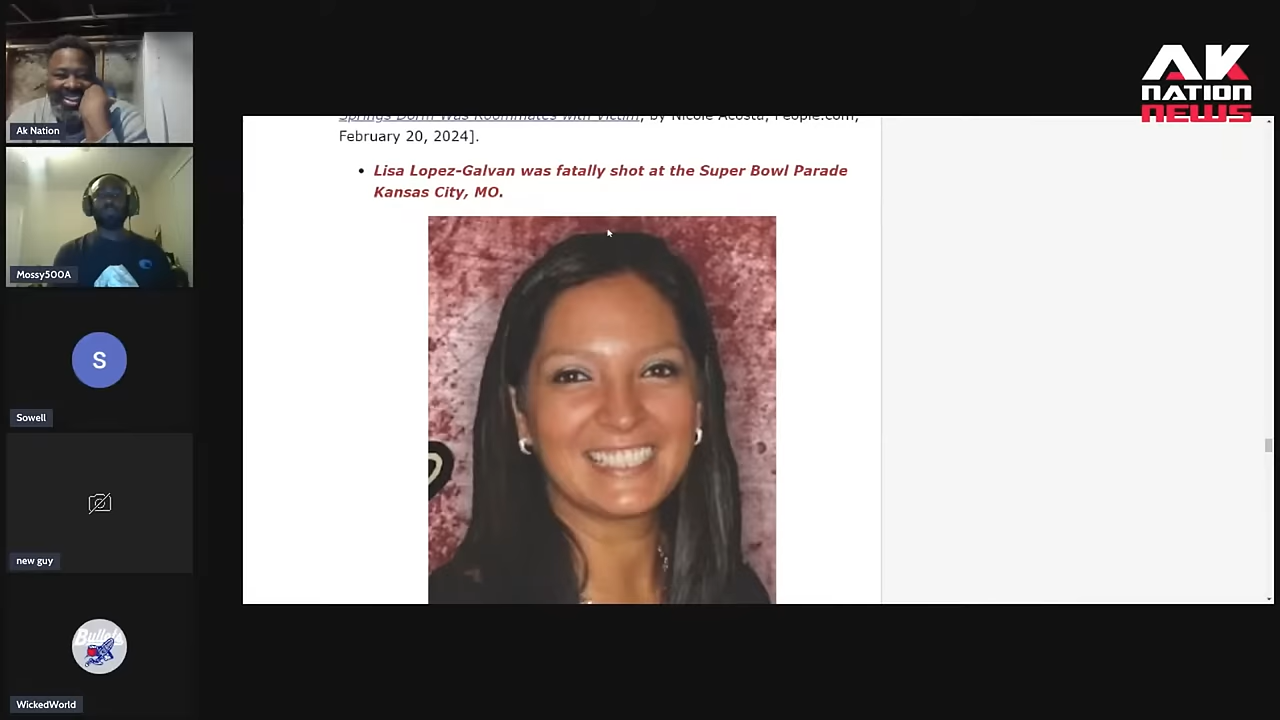 AK
NATION
NEWS
Ak Nation
Mossy500A
S
Sowell
new guy
Bullets
WickedWorld
Springs Dorm Was Roommates with Victim, by Nicole Acosta, People.com,
February 20, 2024].
• Lisa Lopez-Galvan was fatally shot at the Super Bowl Parade
Kansas City, MO.